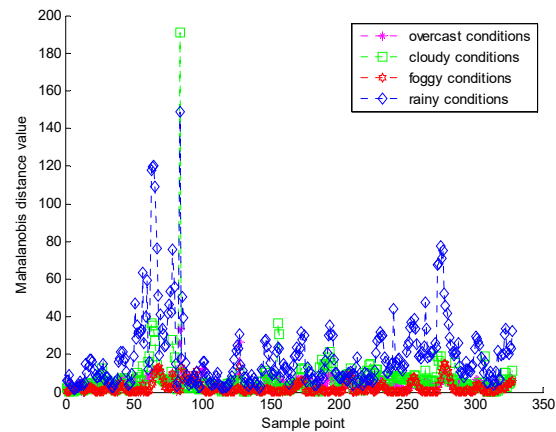 200
180
160
140
120
100
80
60
40
20
0
Mahalanobis distance value
overcast conditions
cloudy conditions
foggy conditions
rainy conditions
0 50 100 150 200 250 300 350
Sample point